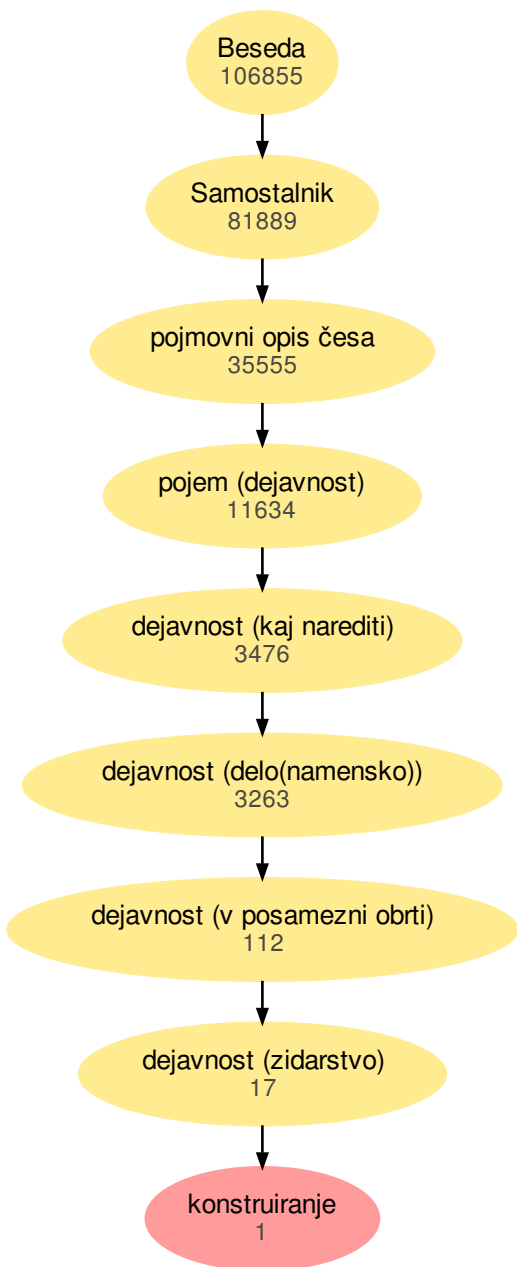 Beseda
106855
Samostalnik
81889
pojmovni opis česa
35555
pojem (dejavnost)
11634
dejavnost (kaj narediti)
3476
dejavnost (delo(namensko))
3263
dejavnost (v posamezni obrti)
112
dejavnost (zidarstvo)
17
konstruiranje
1